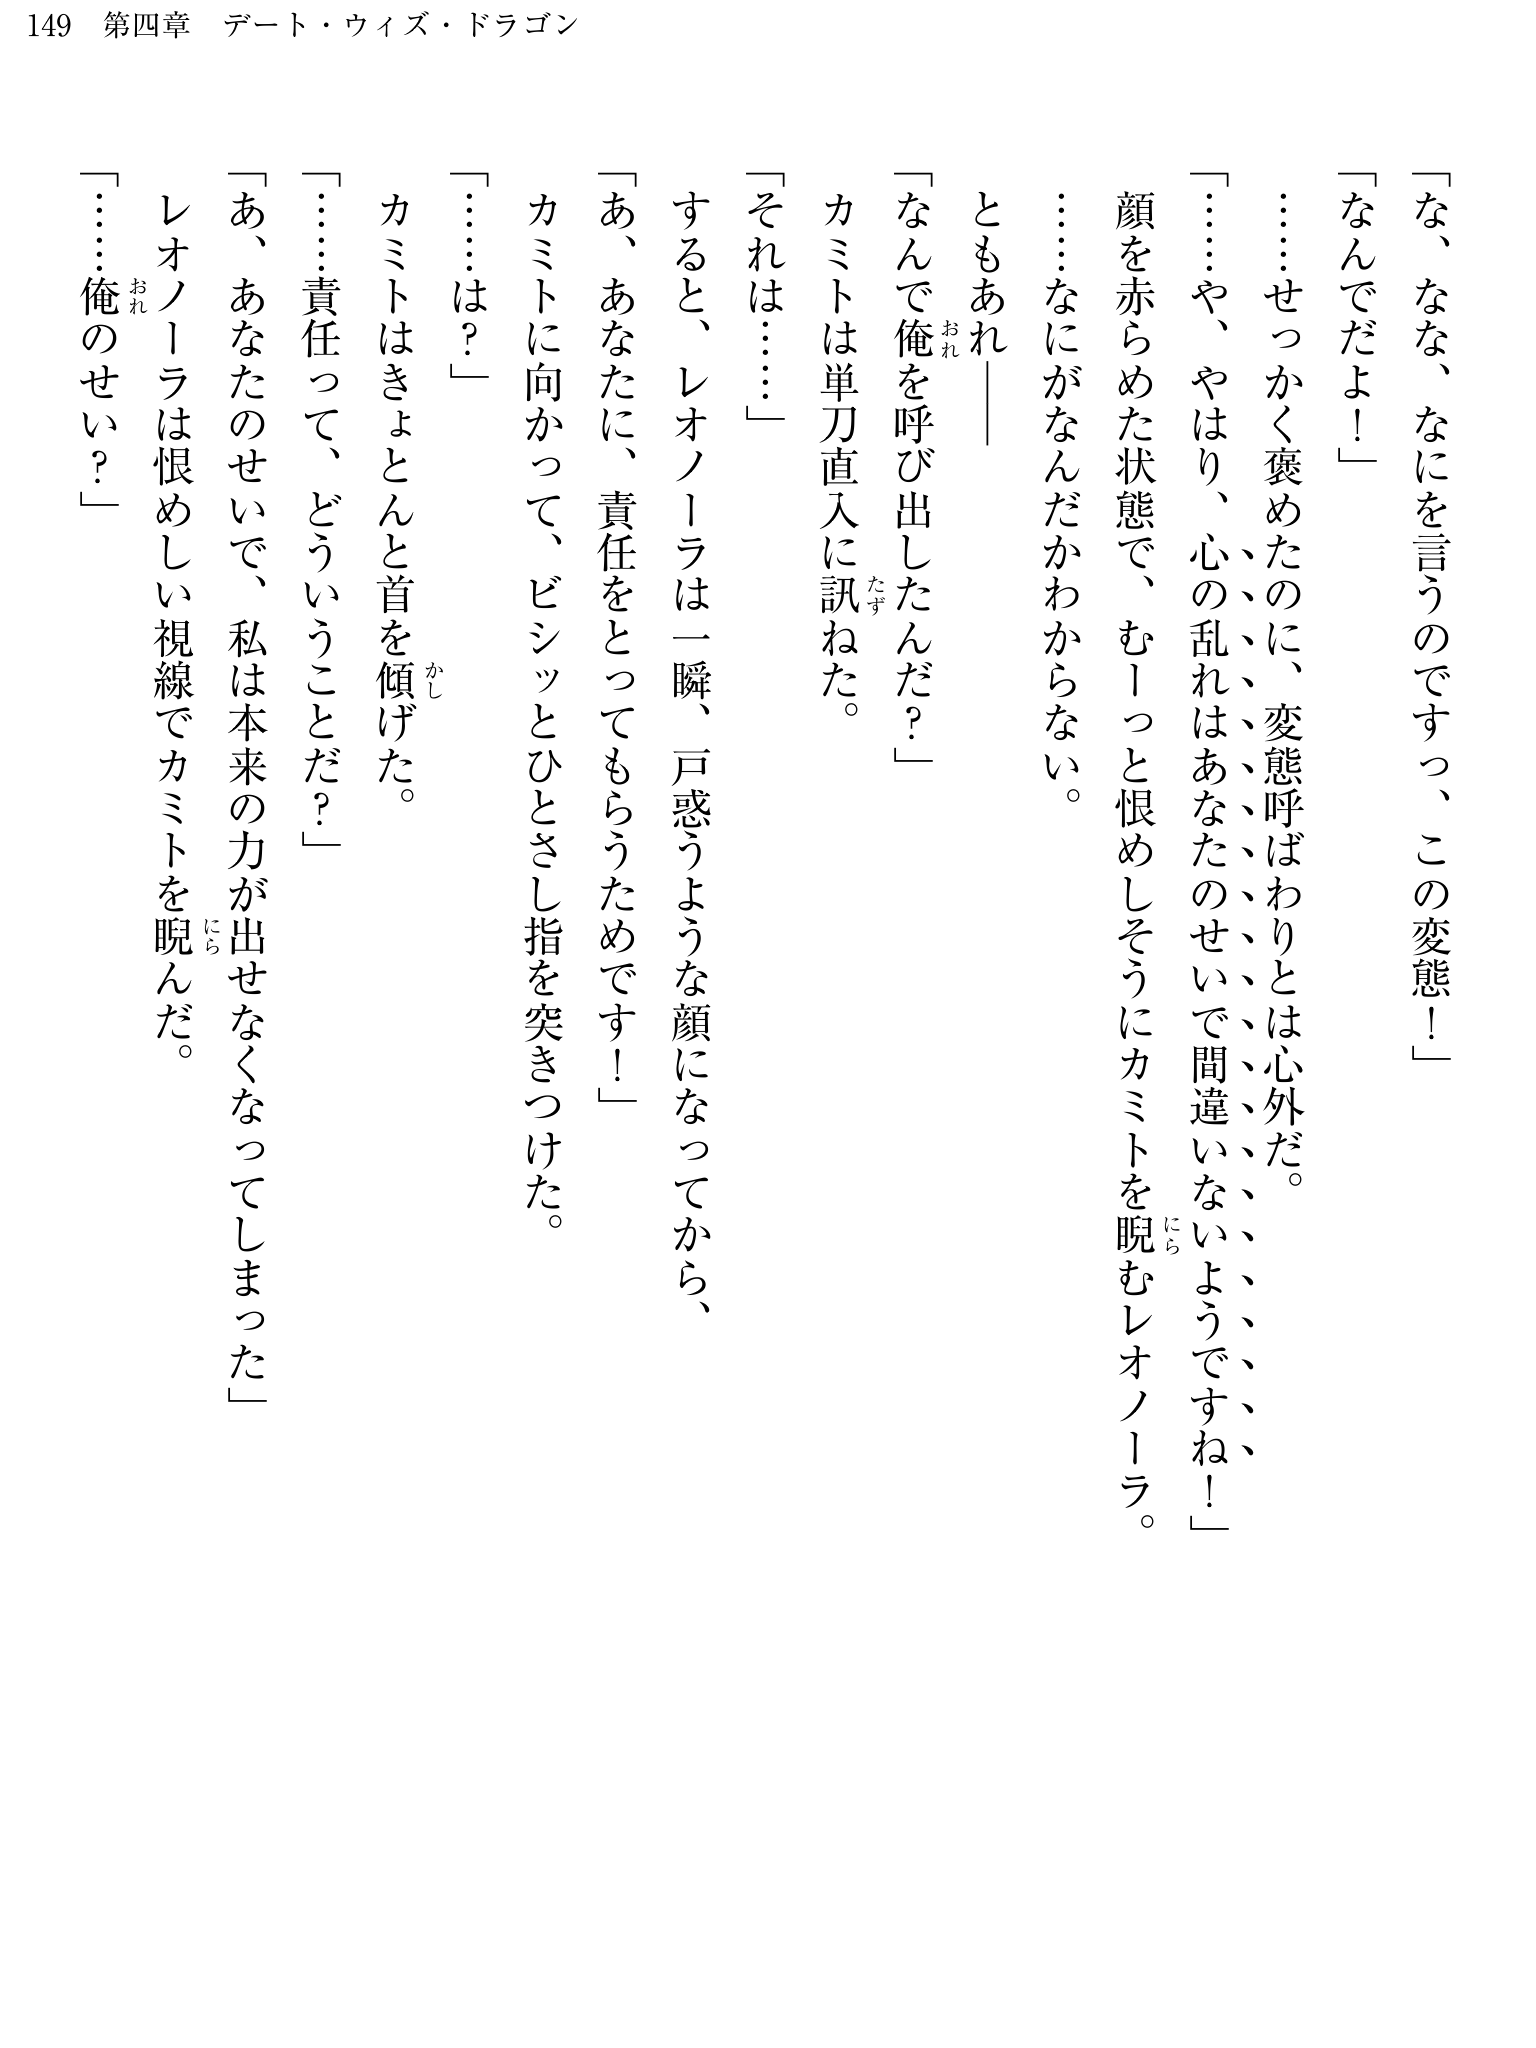 149　第四章　デート・ウィズ・ドラゴン
「な、なな、なにを言うのですっ、この変態！」
「なんでだよ！」
……せっかく褒めたのに、変態呼ばわりとは心外だ。
「……や、やはり、心の乱れはあなたのせいで間違いないようですね！」
顔を赤らめた状態で、むーっと恨めしそうにカミトを睨むレオノーラ。
……なにがなんだかわからない。
ともあれ――
「なんで俺を呼び出したんだ？」
カミトは単刀直入に訊ねた。
「それは……」
すると、レオノーラは一瞬、戸惑うような顔になってから、
「あ、あなたに、責任をとってもらうためです！」
カミトに向かって、ビシッとひとさし指を突きつけた。
「……は？」
カミトはきょとんと首を傾げた。
「……責任って、どういうことだ？」
「あ、あなたのせいで、私は本来の力が出せなくなってしまった」
レオノーラは恨めしい視線でカミトを睨んだ。
「……俺のせい？」